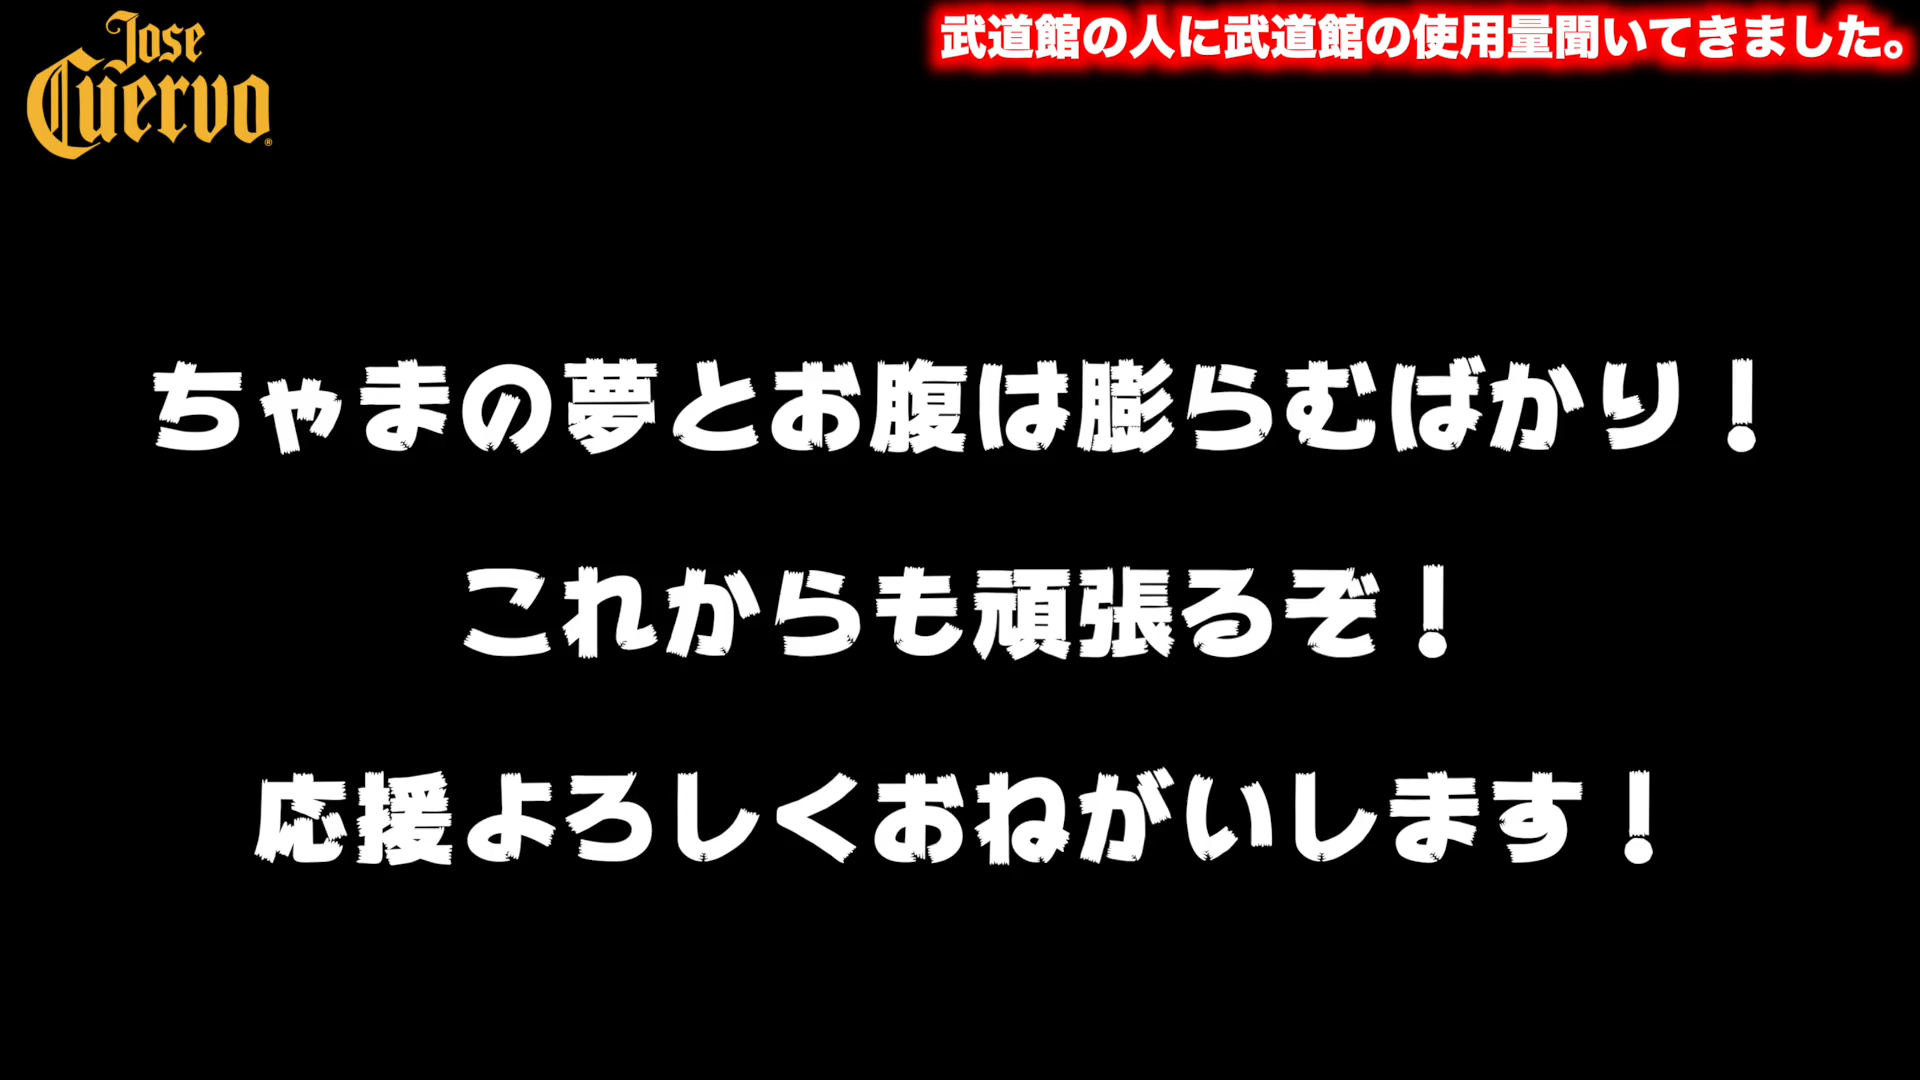 Jose
Cuervo®
武道館の人に武道館の使用量聞いてきました。
ちゃまの夢とお腹は膨らむばかり！
これからも頑張るぞ！
応援よろしくおねがいします！